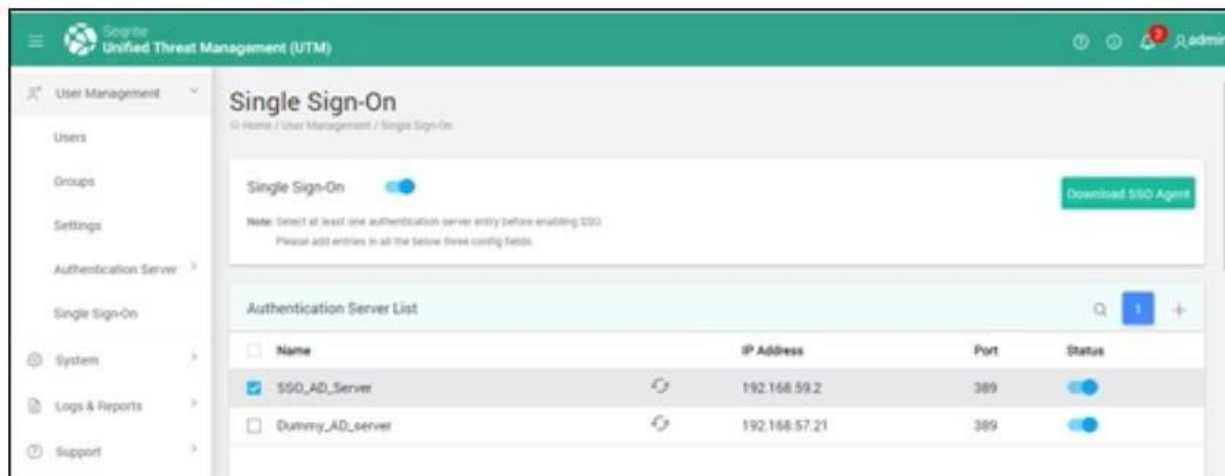 Seqrite
Unified Threat Management (UTM)
2
admin
User Management
Users
Groups
Settings
Authentication Server
Single Sign-On
System
Logs & Reports
Support
Single Sign-On
Home / User Management / Single Sign-On
Single Sign-On
Download SSO Agent
Note: Select at least one authentication server entry before enabling SSO.
Please add entries in all the below three config fields.
Authentication Server List
1
Name IP Address Port Status
SSO_AD_Server 192.168.59.2 389
Dummy_AD_server 192.168.57.21 389